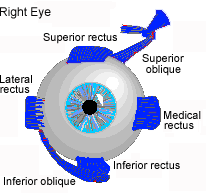 Right Eye
Superior rectus
Superior
oblique
Lateral
rectus
Medical
rectus
Inferior rectus
Inferior oblique